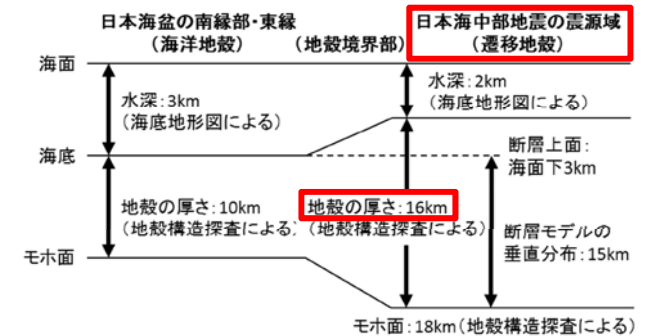 日本海盆の南縁部・東縁
（海洋地殻）
（地殻境界部）
日本海中部地震の震源域
（遷移地殻）
海面
水深：3km
（海底地形図による）
水深：2km
（海底地形図による）
海底
断層上面：
海面下3km
地殻の厚さ：10km
（地殻構造探査による）
地殻の厚さ：16km
（地殻構造探査による）
断層モデルの
垂直分布：15km
モホ面
モホ面：18km（地殻構造探査による）